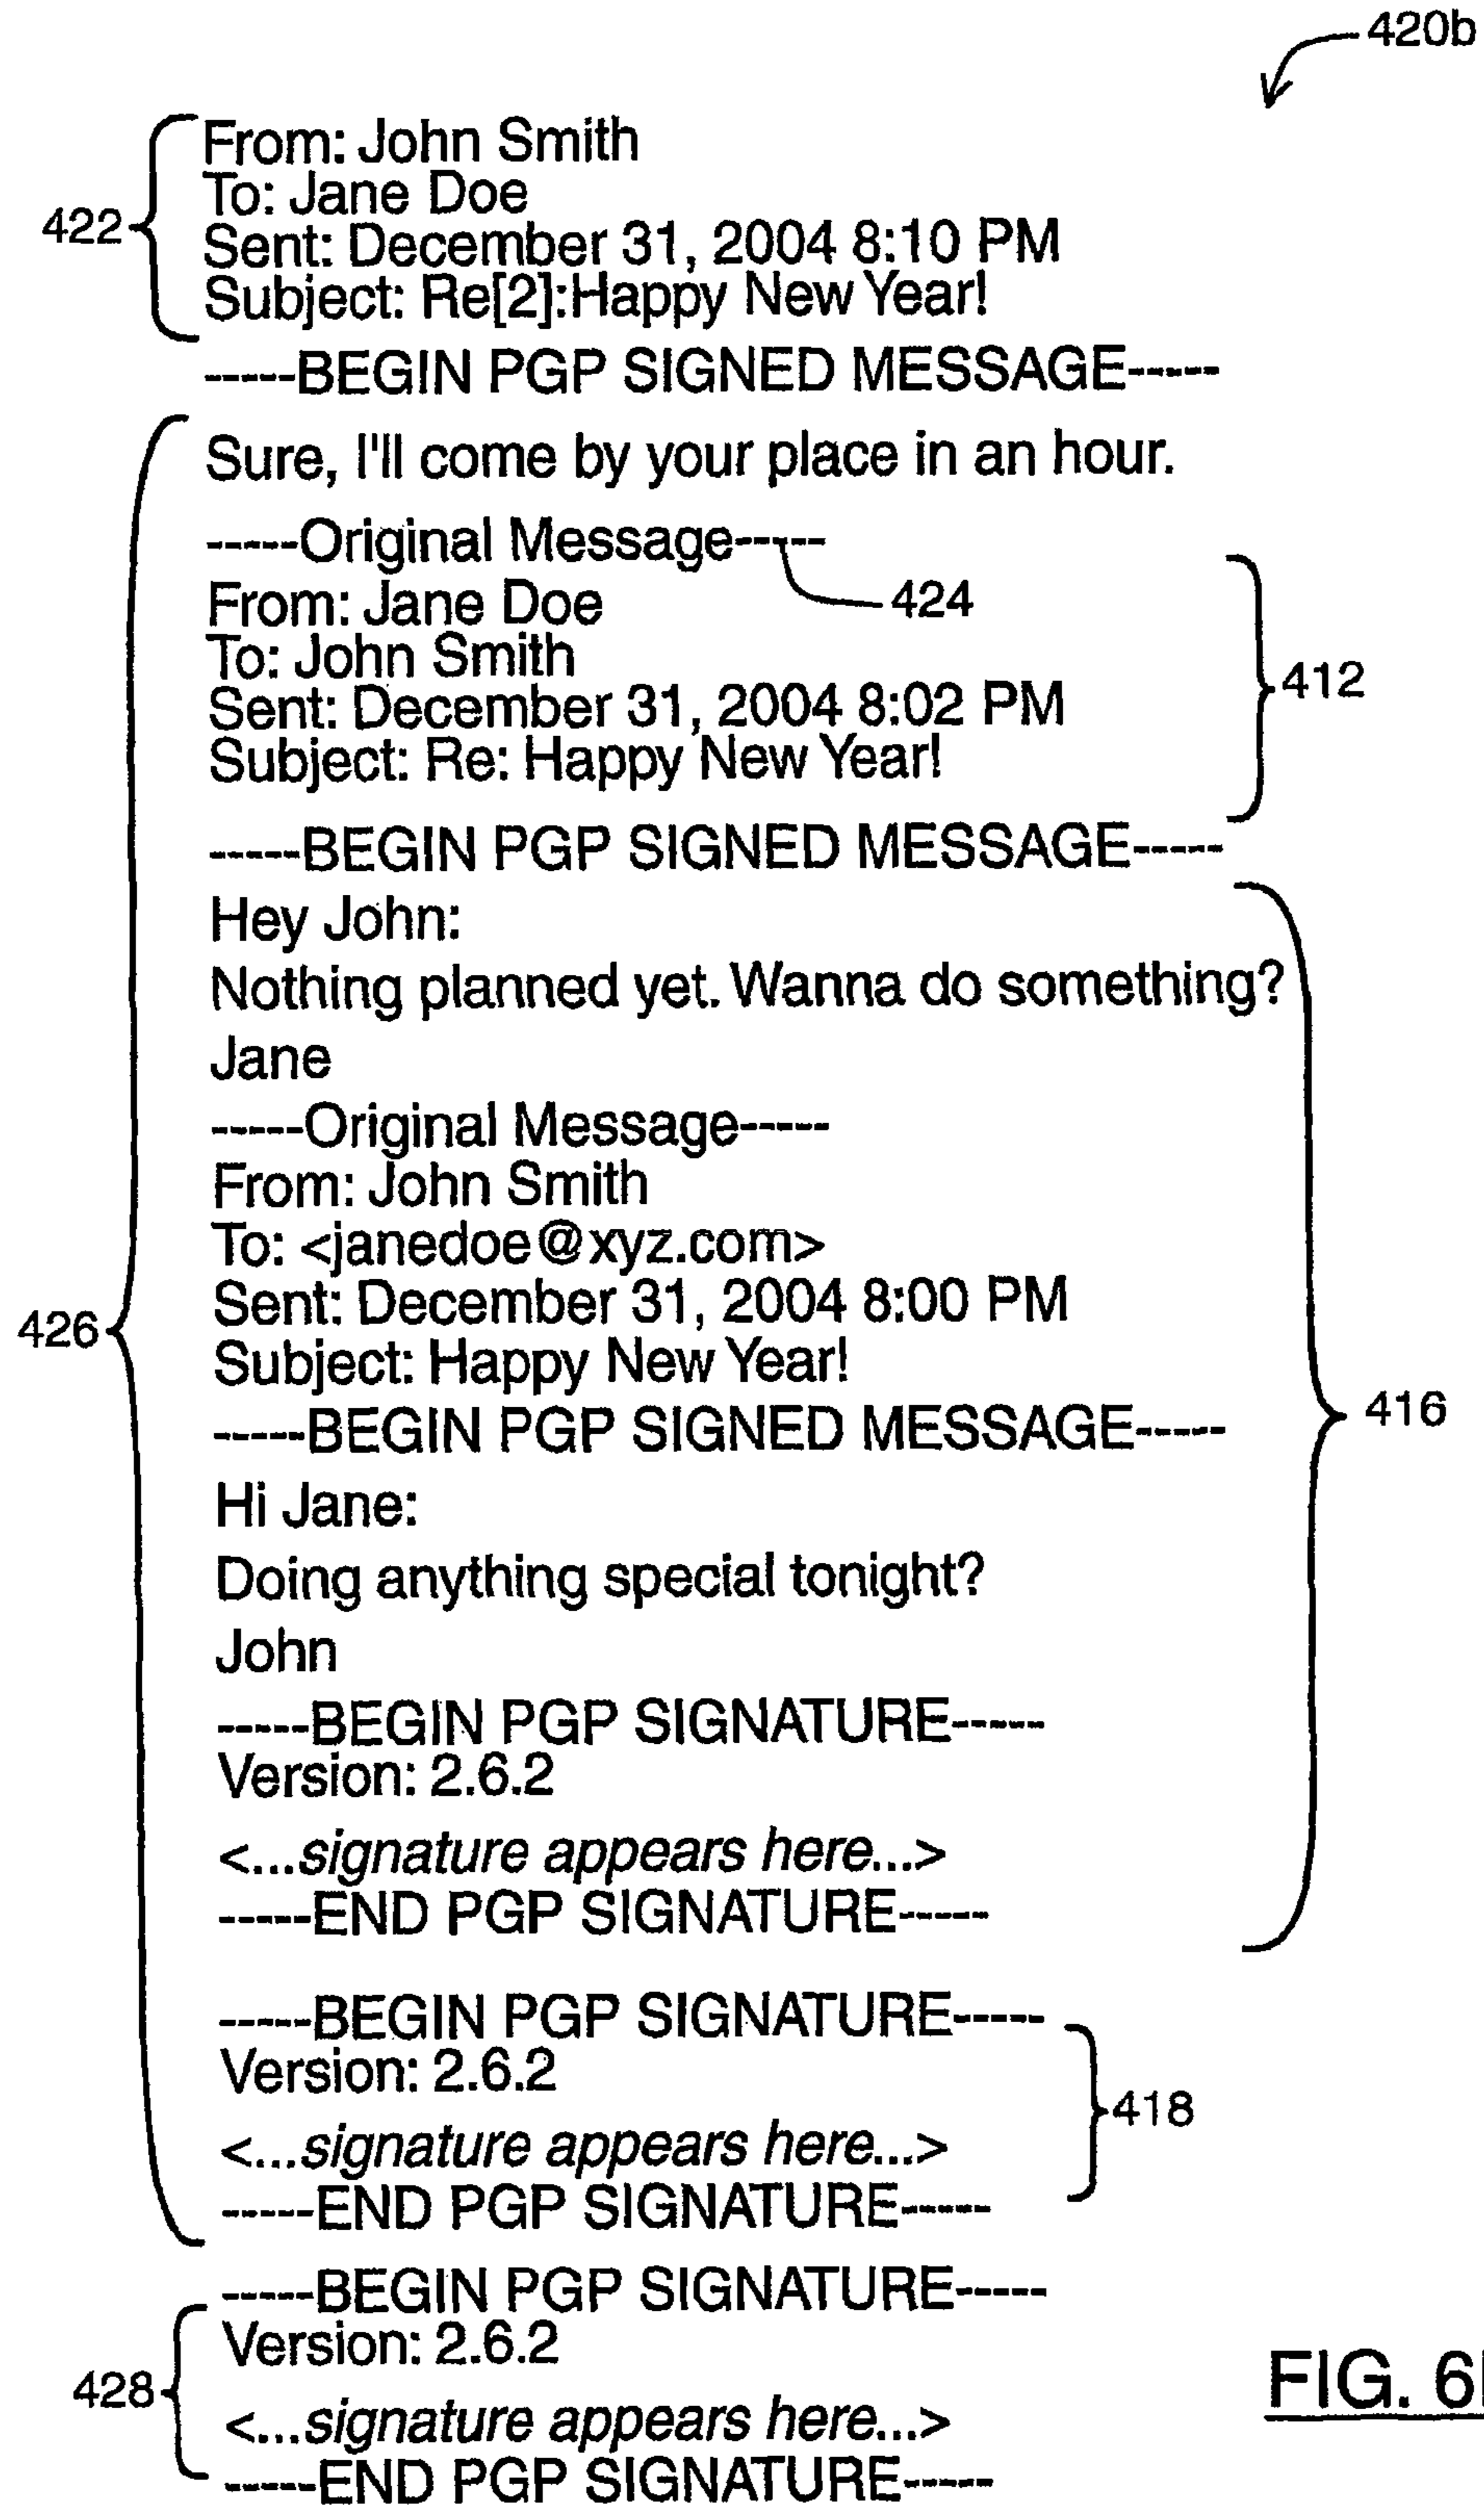 420b
From: John Smith
To: Jane Doe
422
Sent: December 31, 2004 8:10 PM
Subject: Re[2]:Happy New Year!
-----BEGIN PGP SIGNED MESSAGE-----
Sure, I'll come by your place in an hour.
-----Original Message-----
From: Jane Doe
424
To: John Smith
412
Sent: December 31, 2004 8:02 PM
Subject: Re: Happy New Year!
-----BEGIN PGP SIGNED MESSAGE-----
Hey John:
Nothing planned yet. Wanna do something?
Jane
-----Original Message-----
From: John Smith
To: <janedoe@xyz.com>
Sent: December 31, 2004 8:00 PM
426
Subject: Happy New Year!
416
-----BEGIN PGP SIGNED MESSAGE-----
Hi Jane:
Doing anything special tonight?
John
-----BEGIN PGP SIGNATURE-----
Version: 2.6.2
<...signature appears here...>
-----END PGP SIGNATURE-----
-----BEGIN PGP SIGNATURE-----
Version: 2.6.2
418
<...signature appears here...>
-----END PGP SIGNATURE-----
-----BEGIN PGP SIGNATURE-----
Version: 2.6.2
428
<...signature appears here...>
-----END PGP SIGNATURE-----
FIG. 6